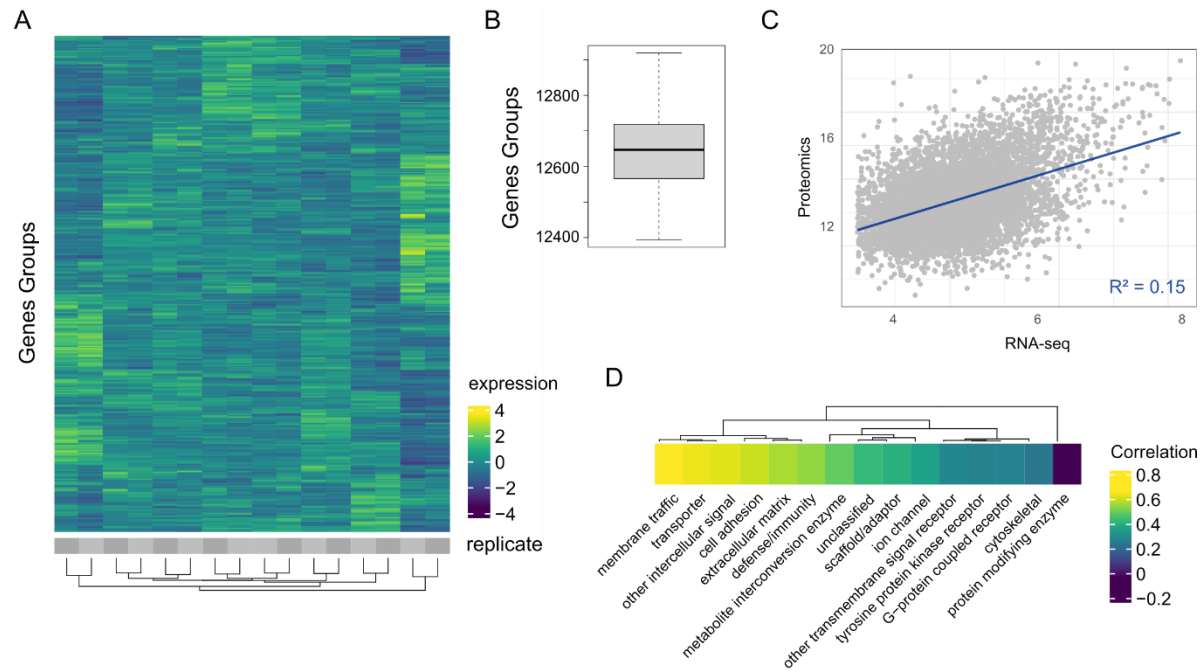 A
Genes Groups
expression
4
2
0
−2
−4
replicate
B
Genes Groups
12800
12600
12400
C
Proteomics
20
16
12
R² = 0.15
4
6
8
RNA-seq
D
membrane traffic
transporter
other intercellular signal
cell adhesion
extracellular matrix
defense/immunity
metabolite interconversion enzyme
unclassified
scaffold/adaptor
ion channel
other transmembrane signal receptor
tyrosine protein kinase receptor
G−protein coupled receptor
cytoskeletal
protein modifying enzyme
Correlation
0.8
0.6
0.4
0.2
0
−0.2